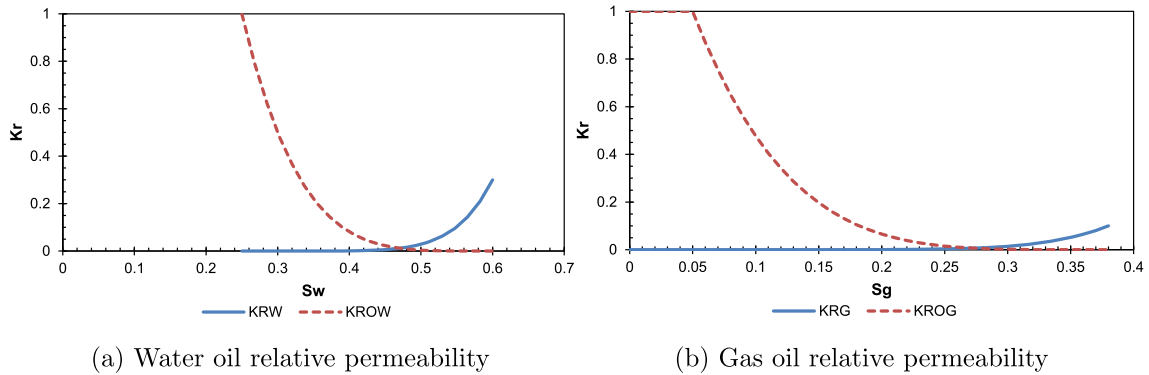 1
0.8
0.6
0.4
0.2
0
Kr
0 0.1 0.2 0.3 0.4 0.5 0.6 0.7
Sw
KRW KROW
(a) Water oil relative permeability
1
0.8
0.6
0.4
0.2
0
Kr
0 0.05 0.1 0.15 0.2 0.25 0.3 0.35 0.4
Sg
KRG KROG
(b) Gas oil relative permeability